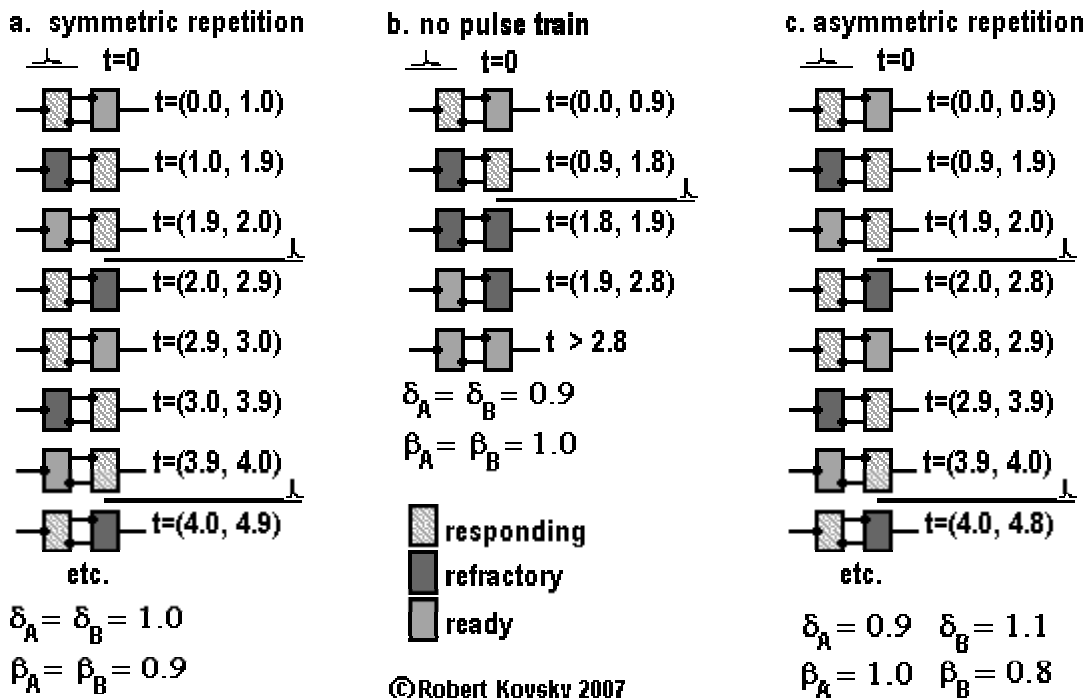 a. symmetric repetition
t=0
t=(0.0, 1.0)
t=(1.0, 1.9)
t=(1.9, 2.0)
t=(2.0, 2.9)
t=(2.9, 3.0)
t=(3.0, 3.9)
t=(3.9, 4.0)
t=(4.0, 4.9)
etc.
δA = δB = 1.0
βA = βB = 0.9
b. no pulse train
t=0
t=(0.0, 0.9)
t=(0.9, 1.8)
t=(1.8, 1.9)
t=(1.9, 2.8)
t > 2.8
δA = δB = 0.9
βA = βB = 1.0
responding
refractory
ready
©Robert Kovsky 2007
c. asymmetric repetition
t=0
t=(0.0, 0.9)
t=(0.9, 1.9)
t=(1.9, 2.0)
t=(2.0, 2.8)
t=(2.8, 2.9)
t=(2.9, 3.9)
t=(3.9, 4.0)
t=(4.0, 4.8)
etc.
δA = 0.9 δB = 1.1
βA = 1.0 βB = 0.8